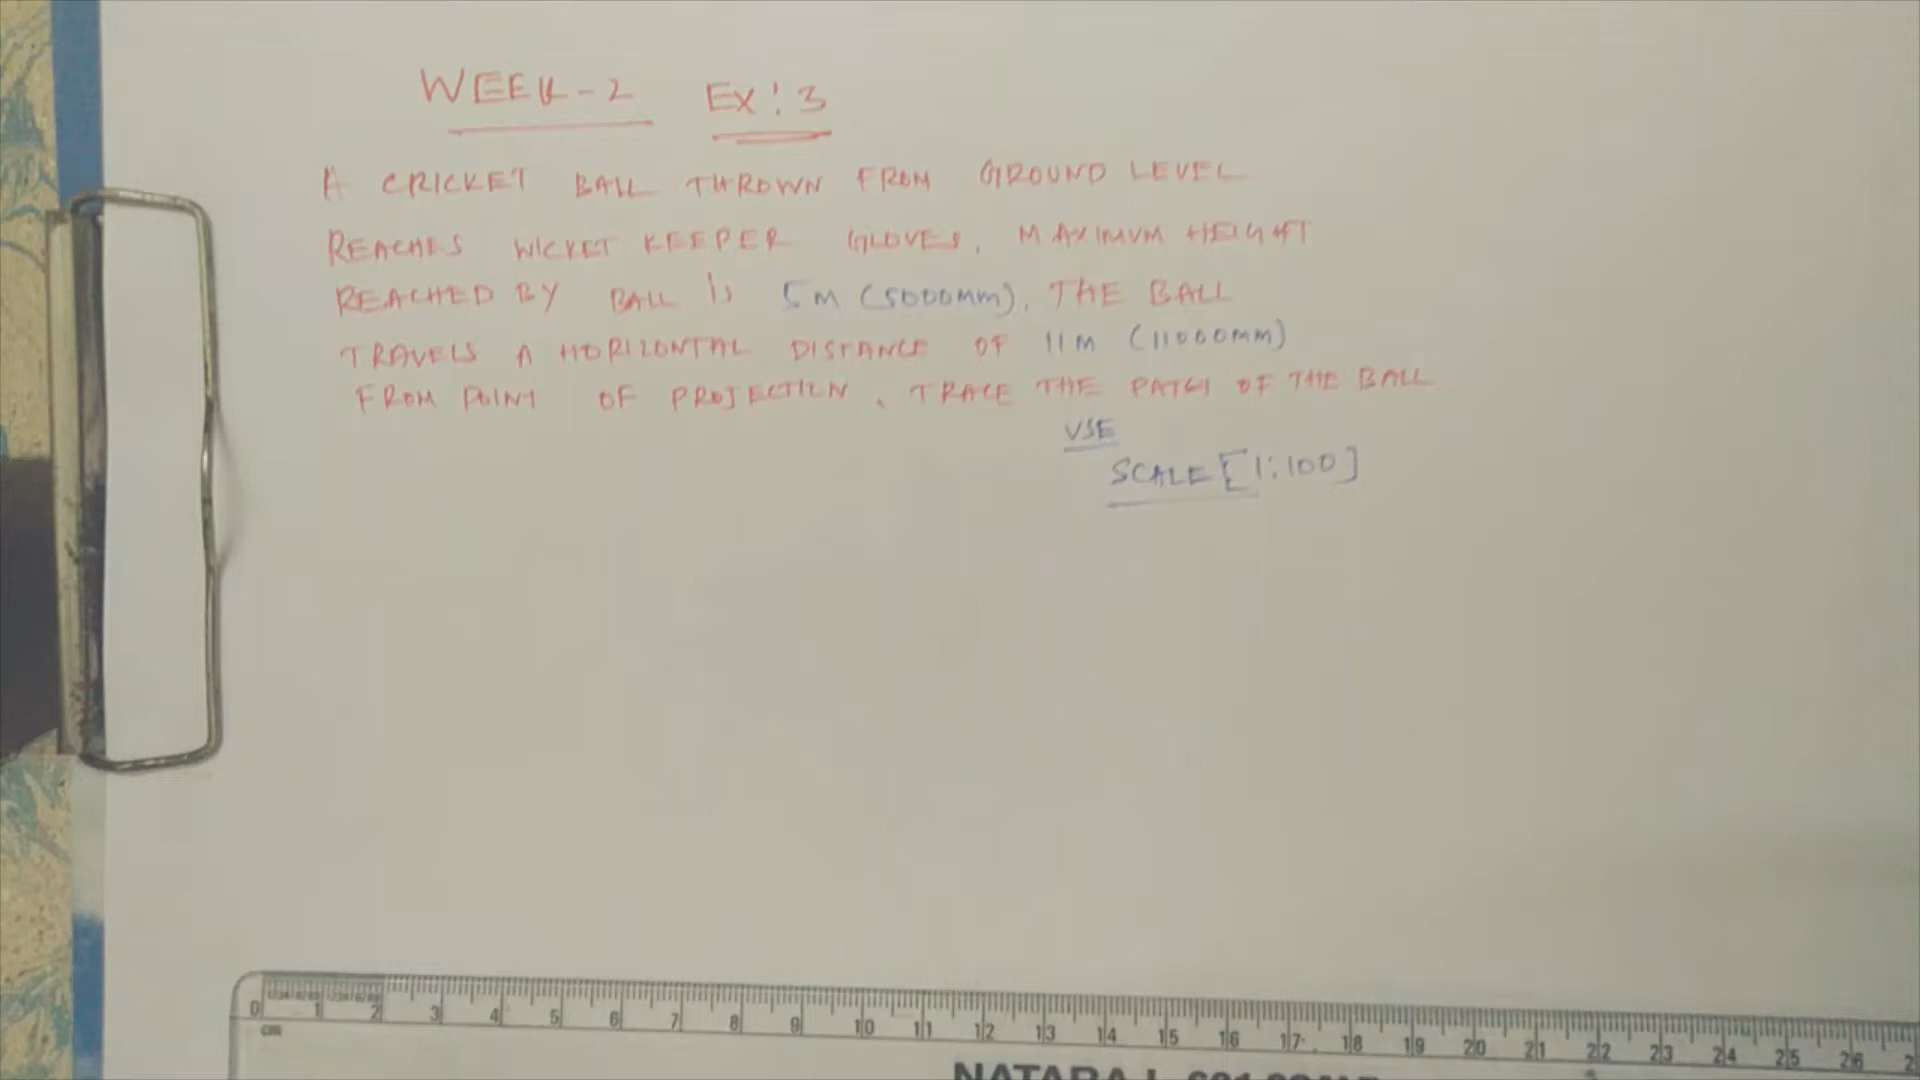 WEEK-2 EX:3
A CRICKET BALL THROWN FROM GROUND LEVEL
REACHES WICKET KEEPER GLOVES. MAXIMUM HEIGHT
REACHED BY BALL IS 5M (5000MM). THE BALL
TRAVELS A HORIZONTAL DISTANCE OF 11M (11000MM)
FROM POINT OF PROJECTION. TRACE THE PATH OF THE BALL
USE
SCALE [1:100]
0 1 2 3 4 5 6 7 8 9 10 11 12 13 14 15 16 17 18 19 20 21 22 23 24 25 26
cm